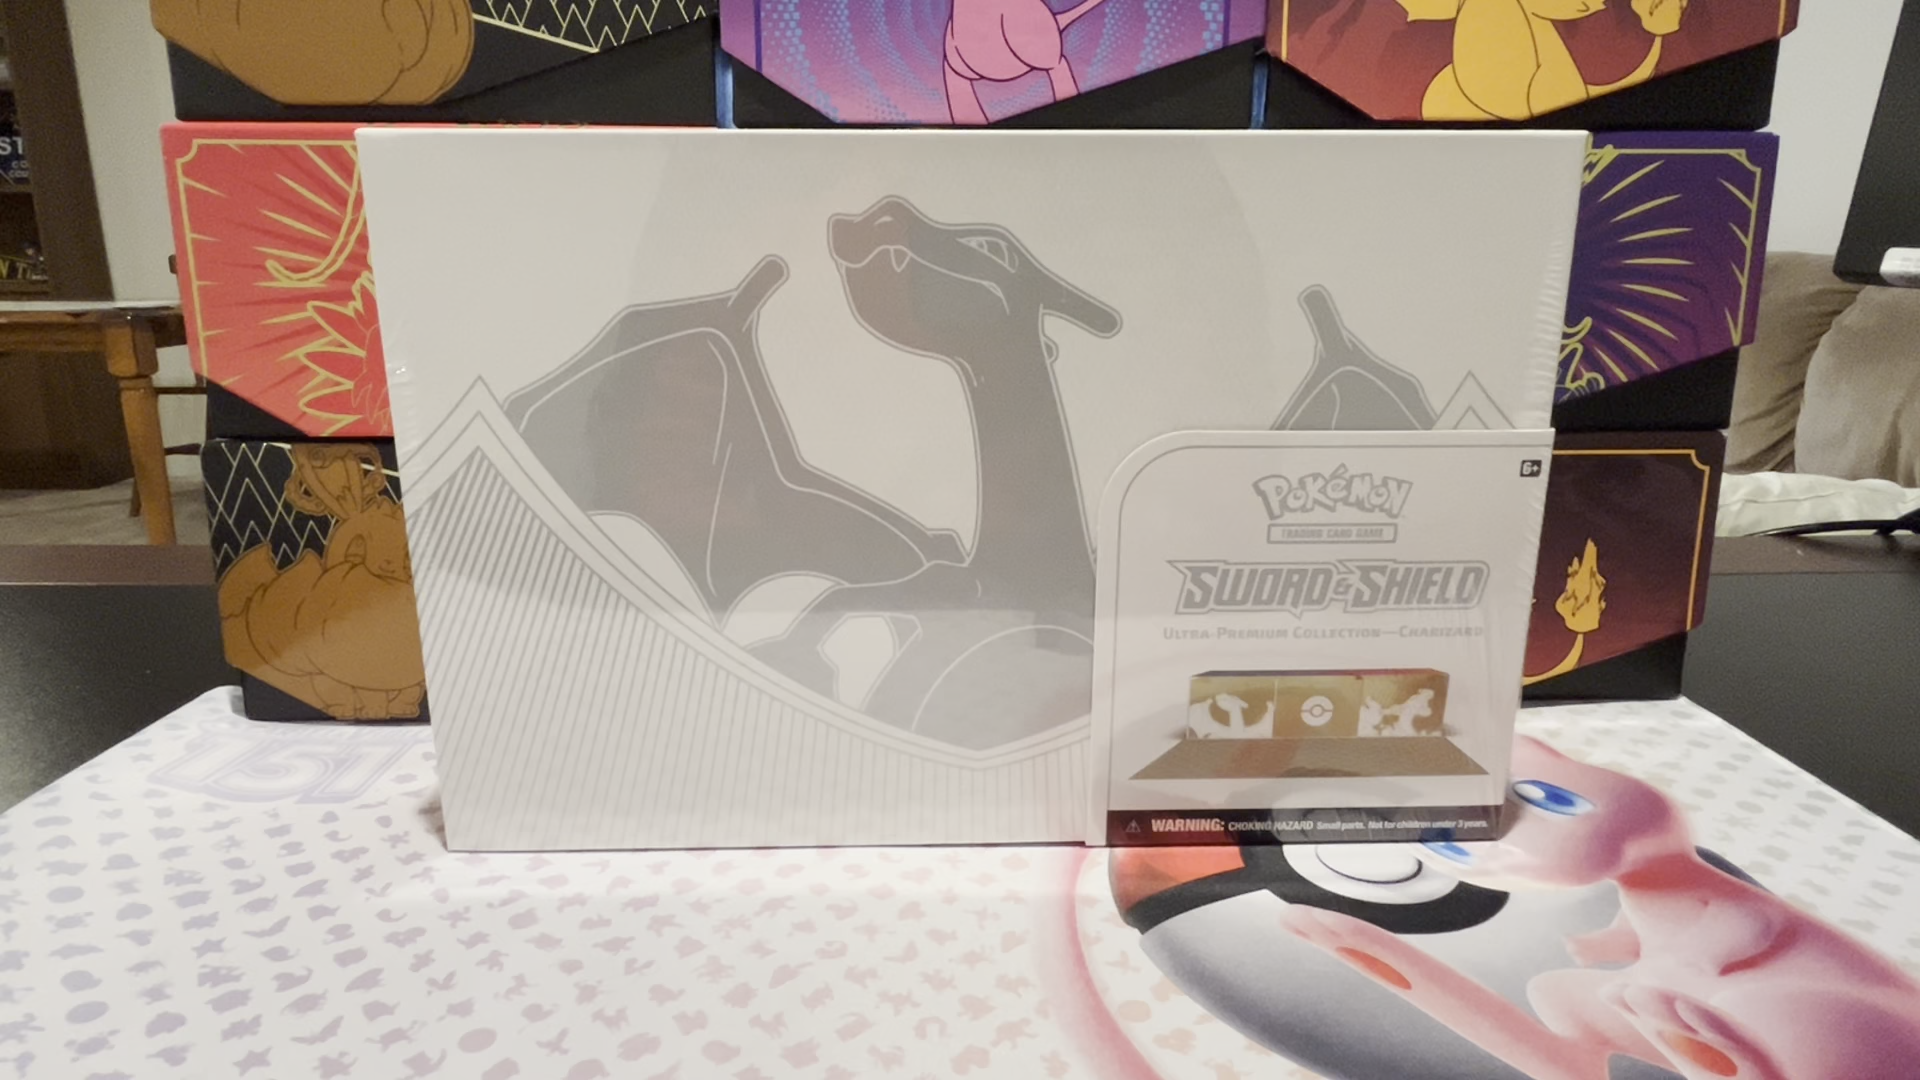 6+
POKÉMON
TRADING CARD GAME
SWORD & SHIELD
ULTRA-PREMIUM COLLECTION—CHARIZARD
WARNING: CHOKING HAZARD Small parts. Not for children under 3 years.
151